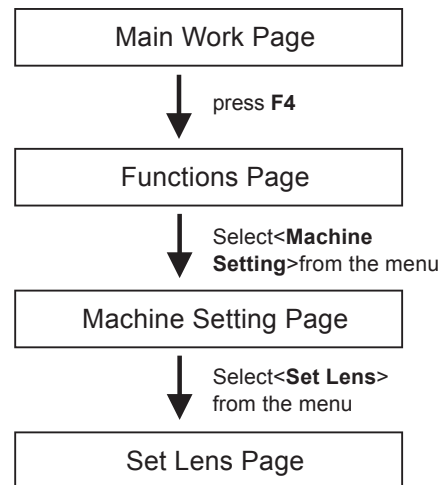 Main Work Page
press F4
Functions Page
Select<Machine
Setting>from the menu
Machine Setting Page
Select<Set Lens>
from the menu
Set Lens Page